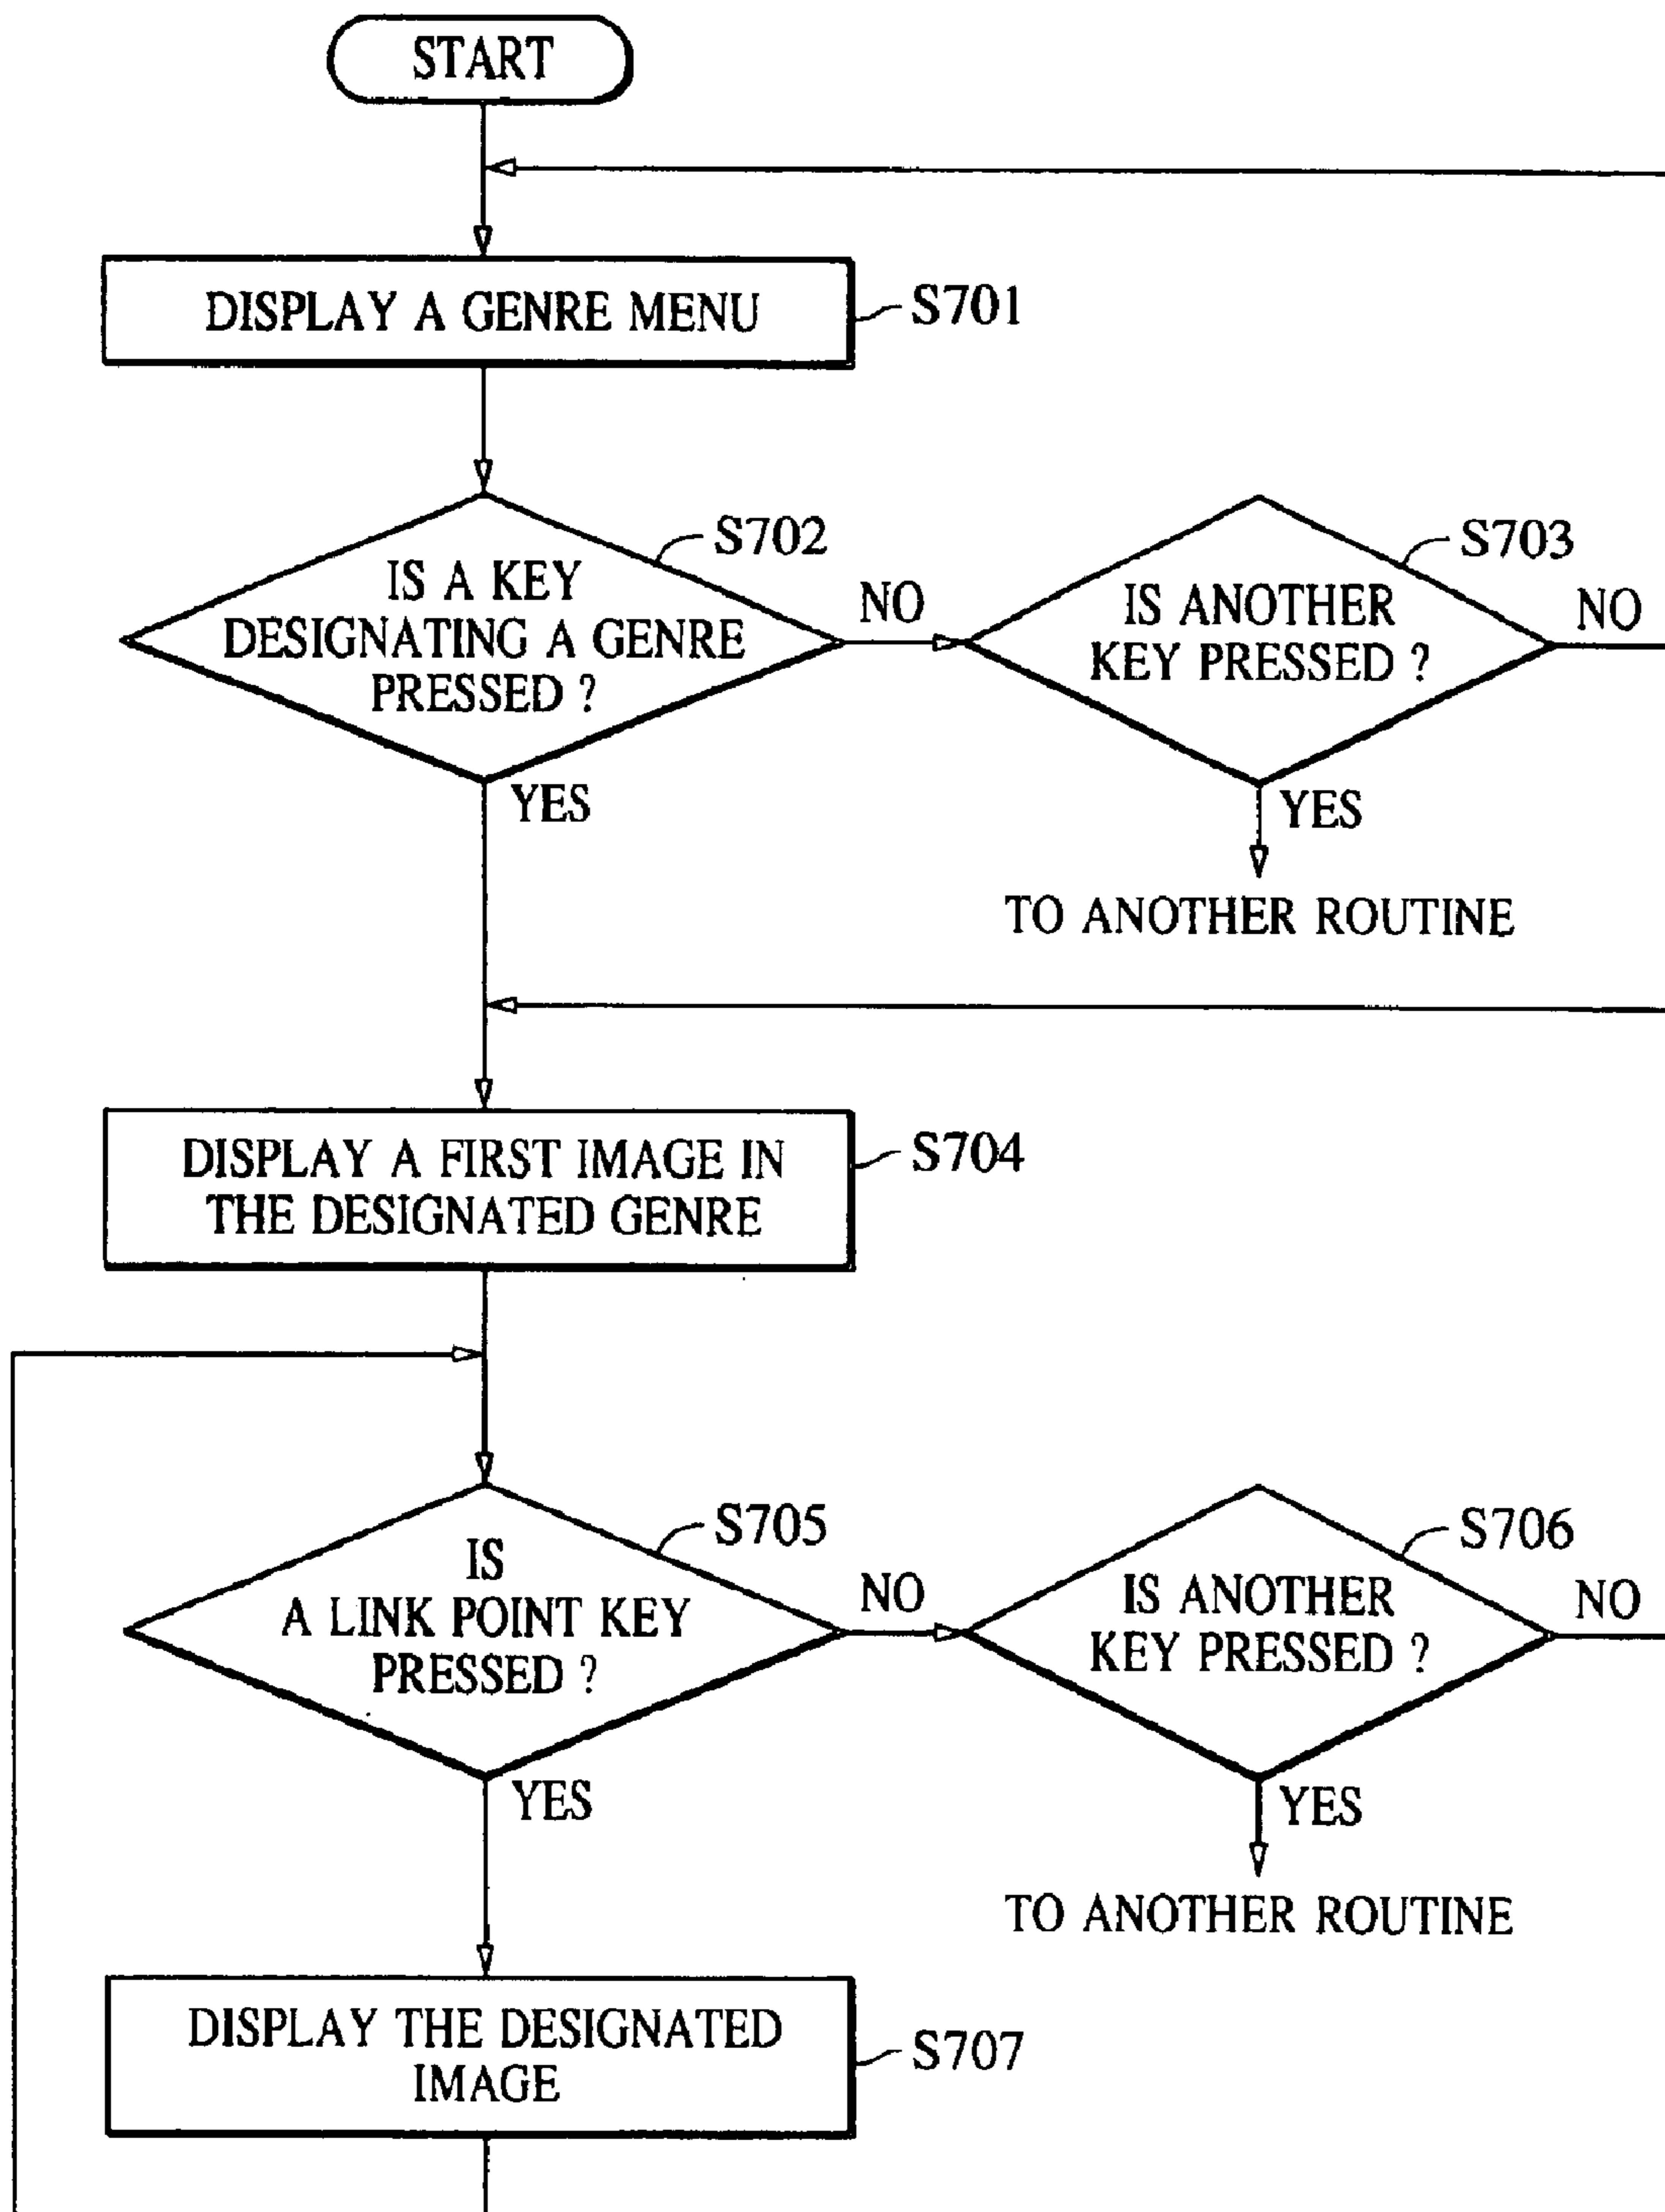 START
DISPLAY A GENRE MENU
S701
S702
IS A KEY
DESIGNATING A GENRE
PRESSED ?
NO
YES
S703
IS ANOTHER
KEY PRESSED ?
NO
YES
TO ANOTHER ROUTINE
DISPLAY A FIRST IMAGE IN
THE DESIGNATED GENRE
S704
S705
IS
A LINK POINT KEY
PRESSED ?
NO
YES
S706
IS ANOTHER
KEY PRESSED ?
NO
YES
TO ANOTHER ROUTINE
DISPLAY THE DESIGNATED
IMAGE
S707